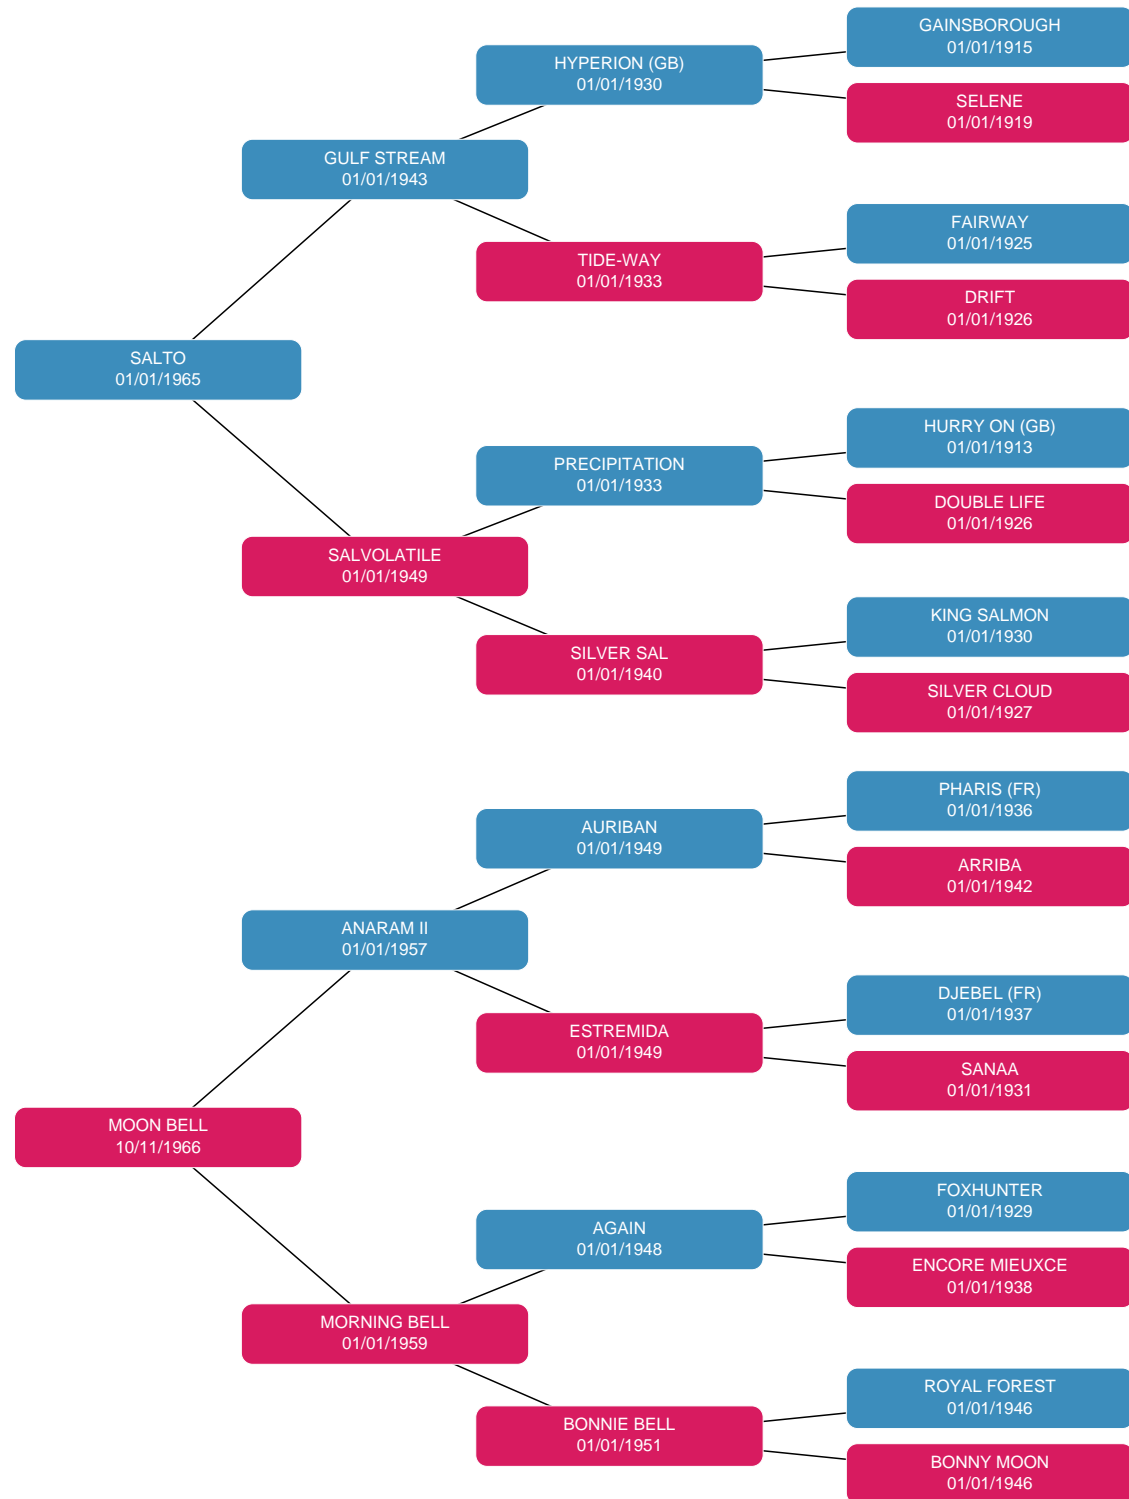 GAINSBOROUGH
01/01/1915
HYPERION (GB)
01/01/1930
SELENE
01/01/1919
GULF STREAM
01/01/1943
FAIRWAY
01/01/1925
TIDE-WAY
01/01/1933
DRIFT
01/01/1926
SALTO
01/01/1965
HURRY ON (GB)
01/01/1913
PRECIPITATION
01/01/1933
DOUBLE LIFE
01/01/1926
SALVOLATILE
01/01/1949
KING SALMON
01/01/1930
SILVER SAL
01/01/1940
SILVER CLOUD
01/01/1927
PHARIS (FR)
01/01/1936
AURIBAN
01/01/1949
ARRIBA
01/01/1942
ANARAM II
01/01/1957
DJEBEL (FR)
01/01/1937
ESTREMIDA
01/01/1949
SANAA
01/01/1931
MOON BELL
10/11/1966
FOXHUNTER
01/01/1929
AGAIN
01/01/1948
ENCORE MIEUXCE
01/01/1938
MORNING BELL
01/01/1959
ROYAL FOREST
01/01/1946
BONNIE BELL
01/01/1951
BONNY MOON
01/01/1946